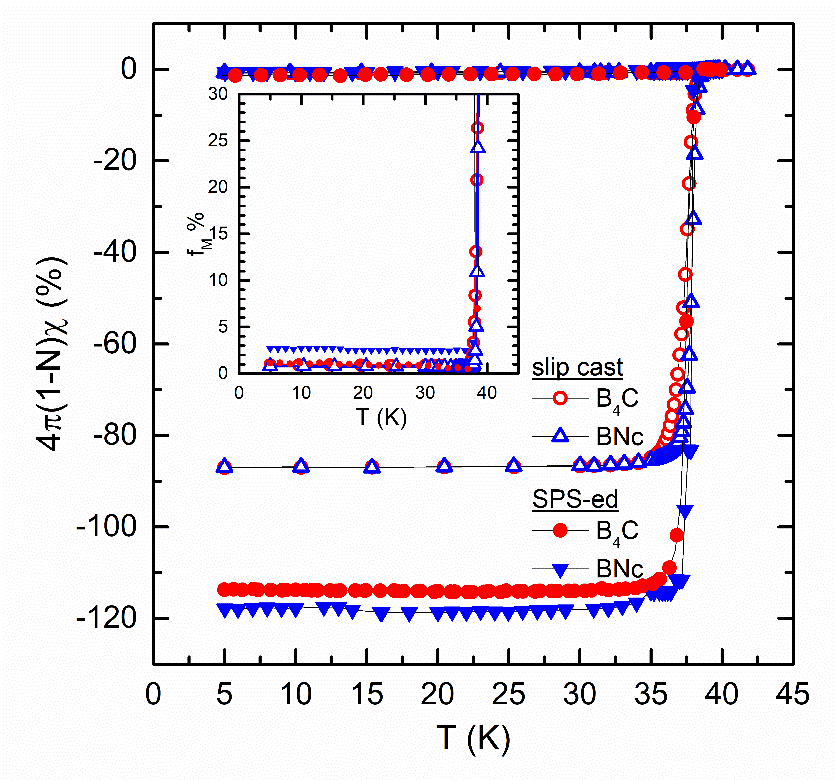 0
-20
-40
-60
-80
-100
-120
4π(1-N)χ (%)
0 5 10 15 20 25 30 35 40 45
T (K)
30
25
20
15
10
5
0
f_M %
0 10 20 30 40
T (K)
slip cast
B₄C
BNc
SPS-ed
B₄C
BNc